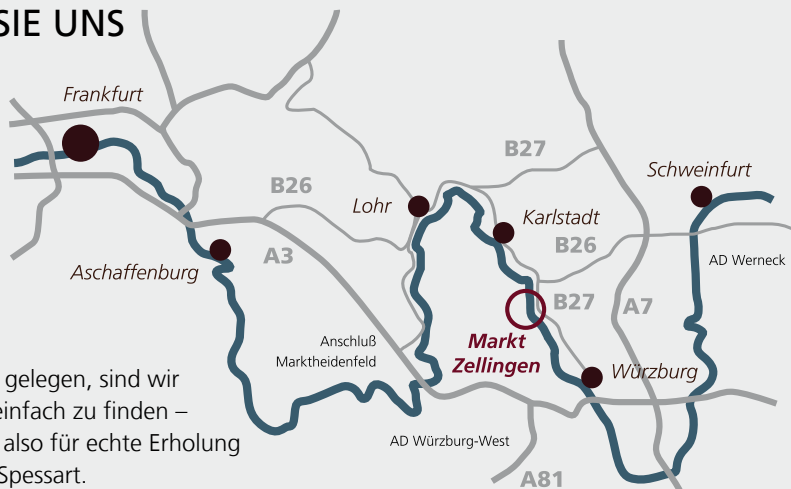 SIE UNS
Frankfurt
B27
Schweinfurt
B26
Lohr
Karlstadt
B26
A3
AD Werneck
Aschaffenburg
B27
A7
Anschluß
Marktheidenfeld
Markt
Zellingen
Würzburg
gelegen, sind wir
einfach zu finden –
also für echte Erholung
Spessart.
AD Würzburg-West
A81